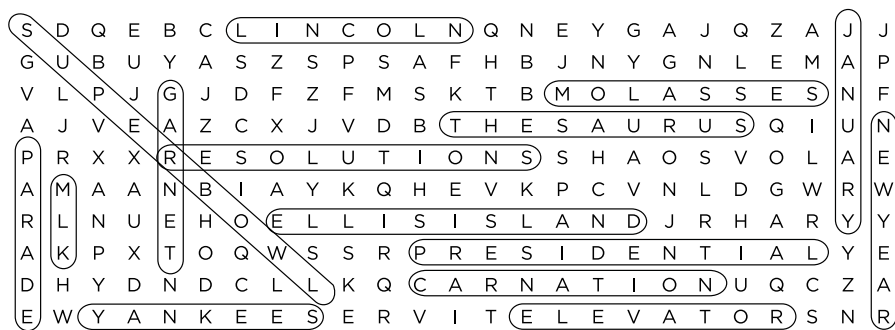 S D Q E B C L I N C O L N Q N E Y G A J Q Z A J J
G U B U Y A S Z S P S A F H B J N Y G N L E M A P
V L P J G J D F Z F M S K T B M O L A S S E S N F
A J V E A Z C X J V D B T H E S A U R U S Q I U N
P R X X R E S O L U T I O N S S H A O S V O L A E
A M A A N B I A Y K Q H E V K P C V N L D G W R W
R L N U E H O E L L I S I S L A N D J R H A R Y Y
A K P X T O Q W S S R P R E S I D E N T I A L Y E
D H Y D N D C L L K Q C A R N A T I O N U Q C Z A
E W Y A N K E E S E R V I T E L E V A T O R S N R